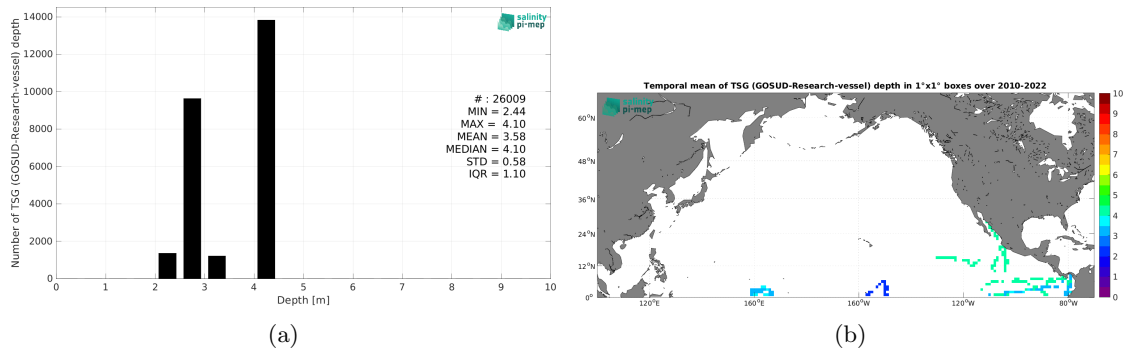 14000
12000
10000
8000
6000
4000
2000
0
Number of TSG (GOSUD-Research-vessel) depth
salinity
pi-mep
# : 26009
MIN = 2.44
MAX = 4.10
MEAN = 3.58
MEDIAN = 4.10
STD = 0.58
IQR = 1.10
0 1 2 3 4 5 6 7 8 9 10
Depth [m]
(a)
Temporal mean of TSG (GOSUD-Research-vessel) depth in 1°x1° boxes over 2010-2022
salinity
pi-mep
60°N
48°N
36°N
24°N
12°N
0°
120°E 160°E 160°W 120°W 80°W
10
9
8
7
6
5
4
3
2
1
0
(b)